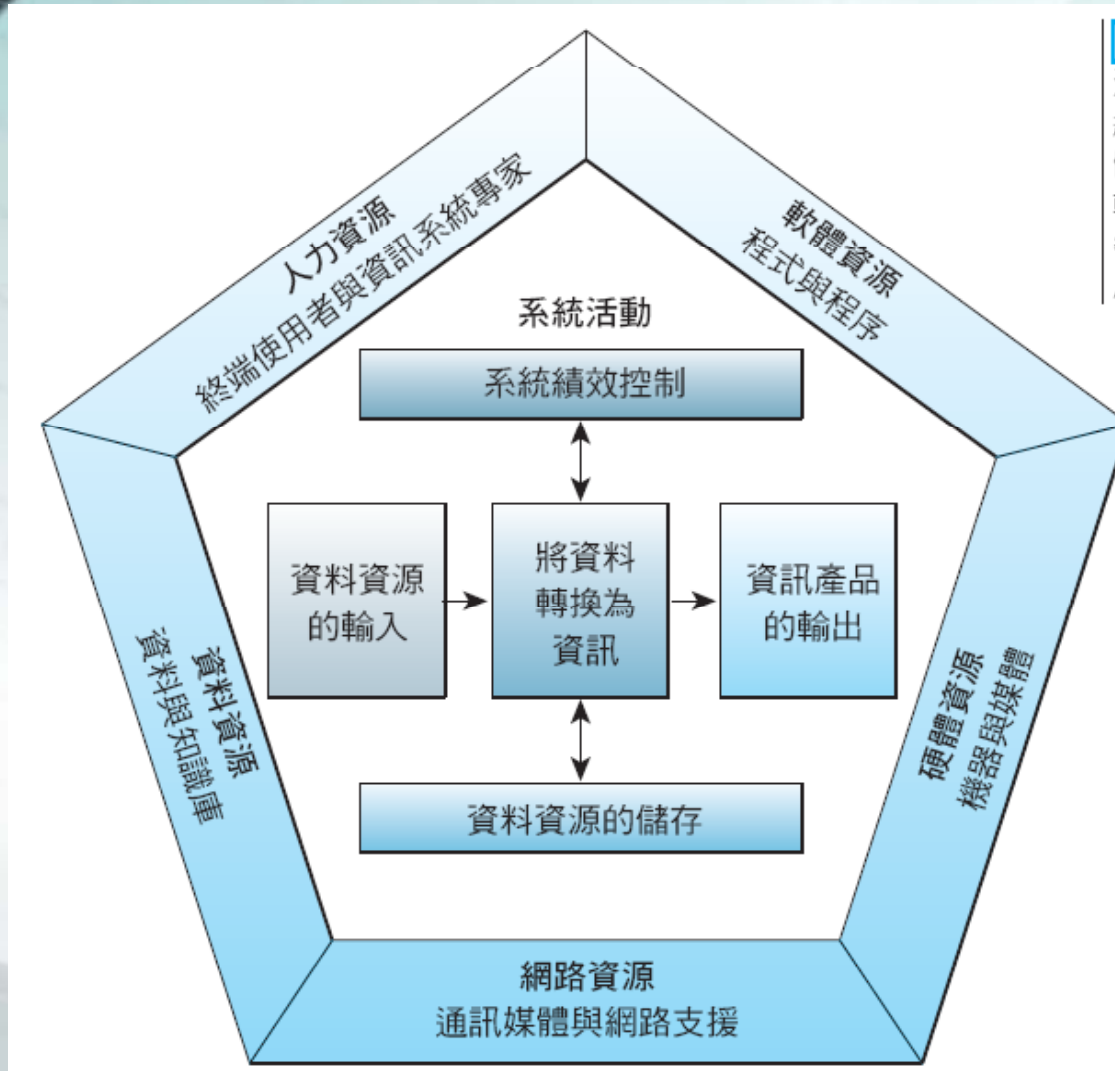 人力資源
終端使用者與資訊系統專家
軟體資源
程式與程序
系統活動
系統績效控制
資料資源
的輸入
將資料
轉換為
資訊
資訊產品
的輸出
資料資源
資料與知識庫
硬體資源
機器與媒體
資料資源的儲存
網路資源
通訊媒體與網路支援